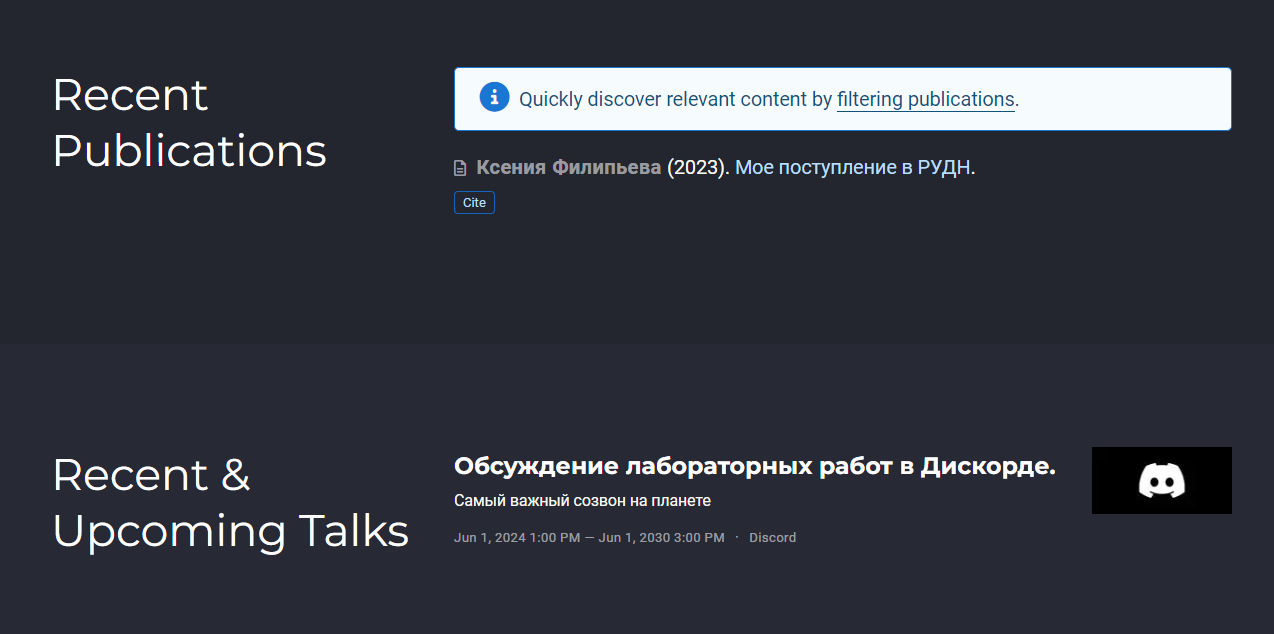 Recent
Publications
Quickly discover relevant content by filtering publications.
Ксения Филипьева (2023). Мое поступление в РУДН.
Cite
Recent &
Upcoming Talks
Обсуждение лабораторных работ в Дискорде.
Самый важный созвон на планете
Jun 1, 2024 1:00 PM — Jun 1, 2030 3:00 PM · Discord